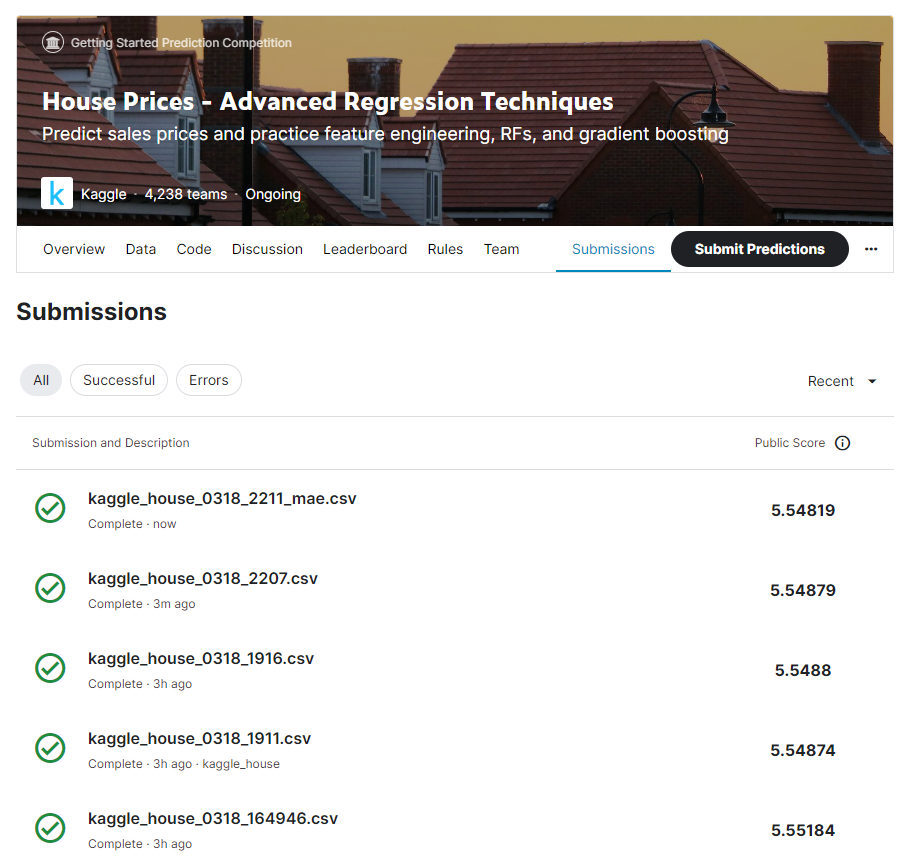 Getting Started Prediction Competition
House Prices - Advanced Regression Techniques
Predict sales prices and practice feature engineering, RFs, and gradient boosting
k Kaggle · 4,238 teams · Ongoing
Overview Data Code Discussion Leaderboard Rules Team Submissions Submit Predictions ...
Submissions
All Successful Errors Recent
Submission and Description Public Score
kaggle_house_0318_2211_mae.csv 5.54819
Complete · now
kaggle_house_0318_2207.csv 5.54879
Complete · 3m ago
kaggle_house_0318_1916.csv 5.5488
Complete · 3h ago
kaggle_house_0318_1911.csv 5.54874
Complete · 3h ago · kaggle_house
kaggle_house_0318_164946.csv 5.55184
Complete · 3h ago